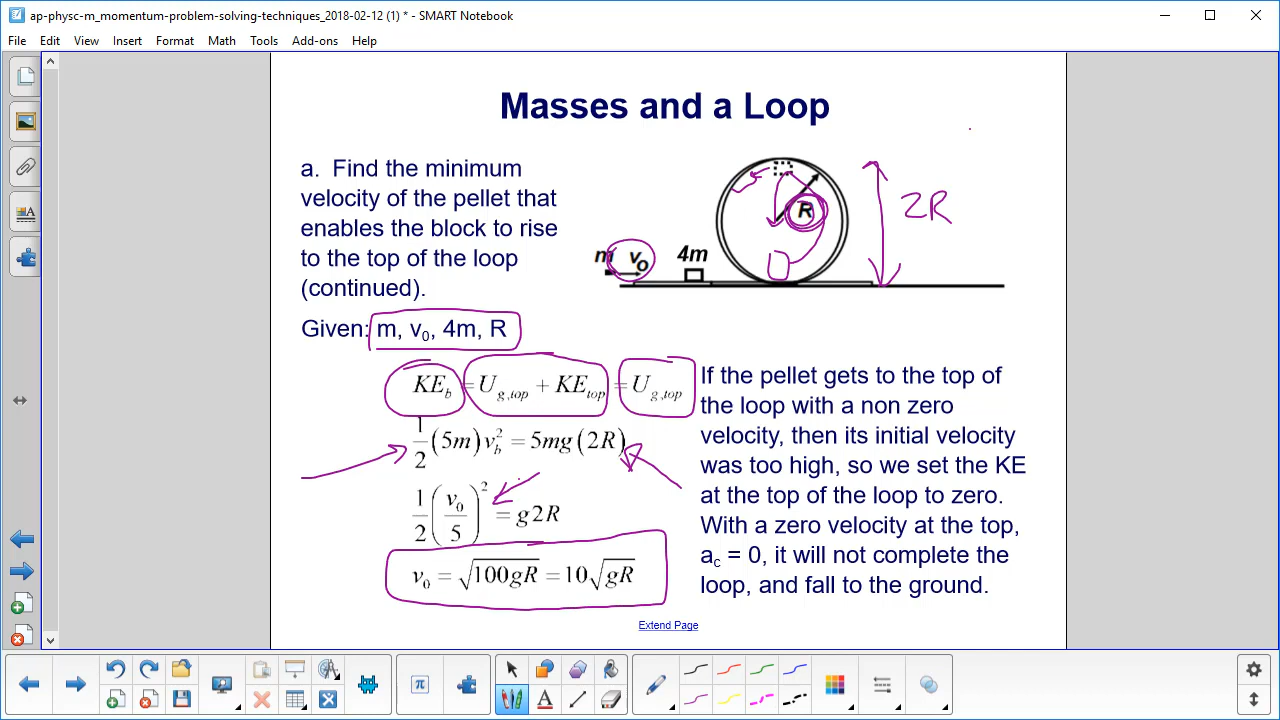 ap-physc-m_momentum-problem-solving-techniques_2018-02-12 (1) * - SMART Notebook
File Edit View Insert Format Math Tools Add-ons Help
Masses and a Loop
a. Find the minimum
velocity of the pellet that
enables the block to rise
to the top of the loop
(continued).
Given: m, v₀, 4m, R
m v₀ 4m R 2R
KE_b = U_g,top + KE_top = U_g,top
1/2 (5m) v_b² = 5mg (2R)
1/2 (v₀/5)² = g2R
v₀ = √100gR = 10√gR
If the pellet gets to the top of
the loop with a non zero
velocity, then its initial velocity
was too high, so we set the KE
at the top of the loop to zero.
With a zero velocity at the top,
a_c = 0, it will not complete the
loop, and fall to the ground.
Extend Page